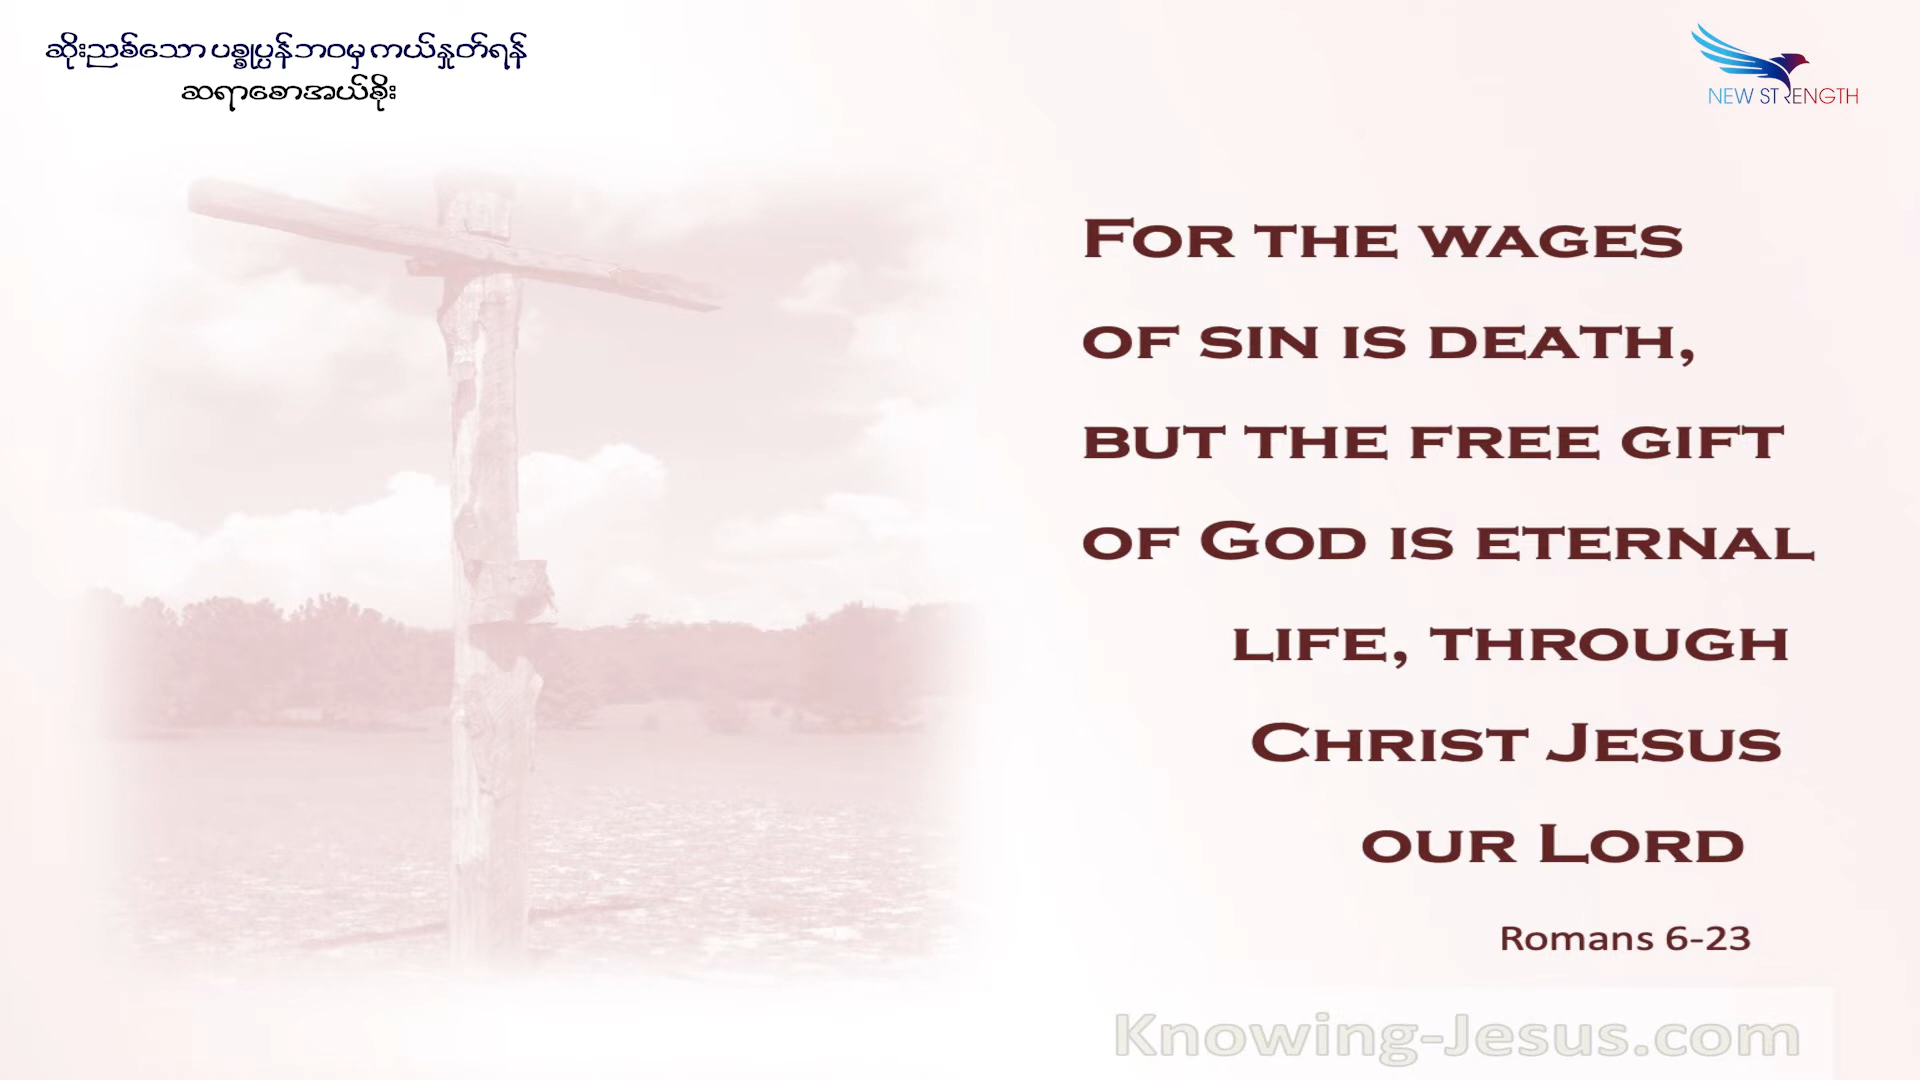 ဆိုးညစ်သော ပစ္စုပ္ပန်ဘဝမှ ကယ်နှုတ်ရန်
ဆရာစောအယ်ခိုး
NEW STRENGTH
FOR THE WAGES
OF SIN IS DEATH,
BUT THE FREE GIFT
OF GOD IS ETERNAL
LIFE, THROUGH
CHRIST JESUS
OUR LORD
Romans 6-23
Knowing-Jesus.com